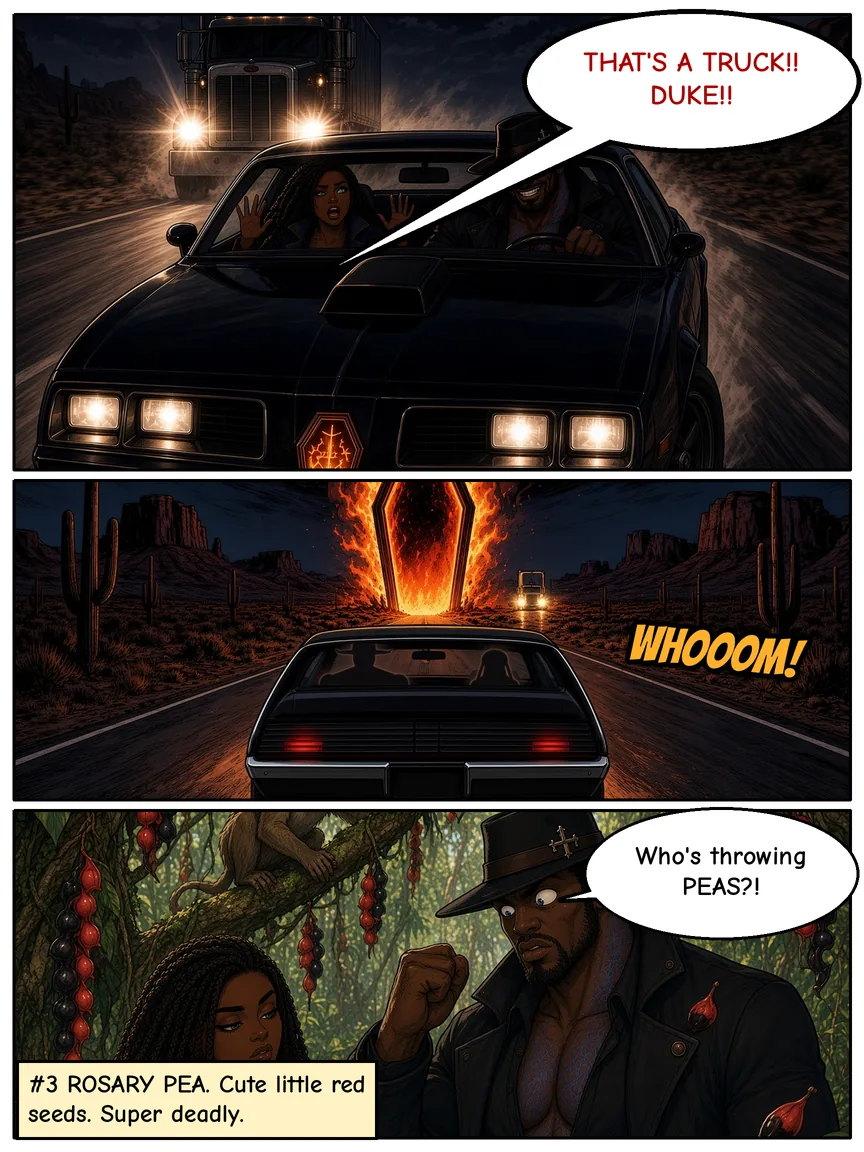 THAT'S A TRUCK!!
DUKE!!
WHOOOM!
Who's throwing
PEAS?!
#3 ROSARY PEA. Cute little red
seeds. Super deadly.